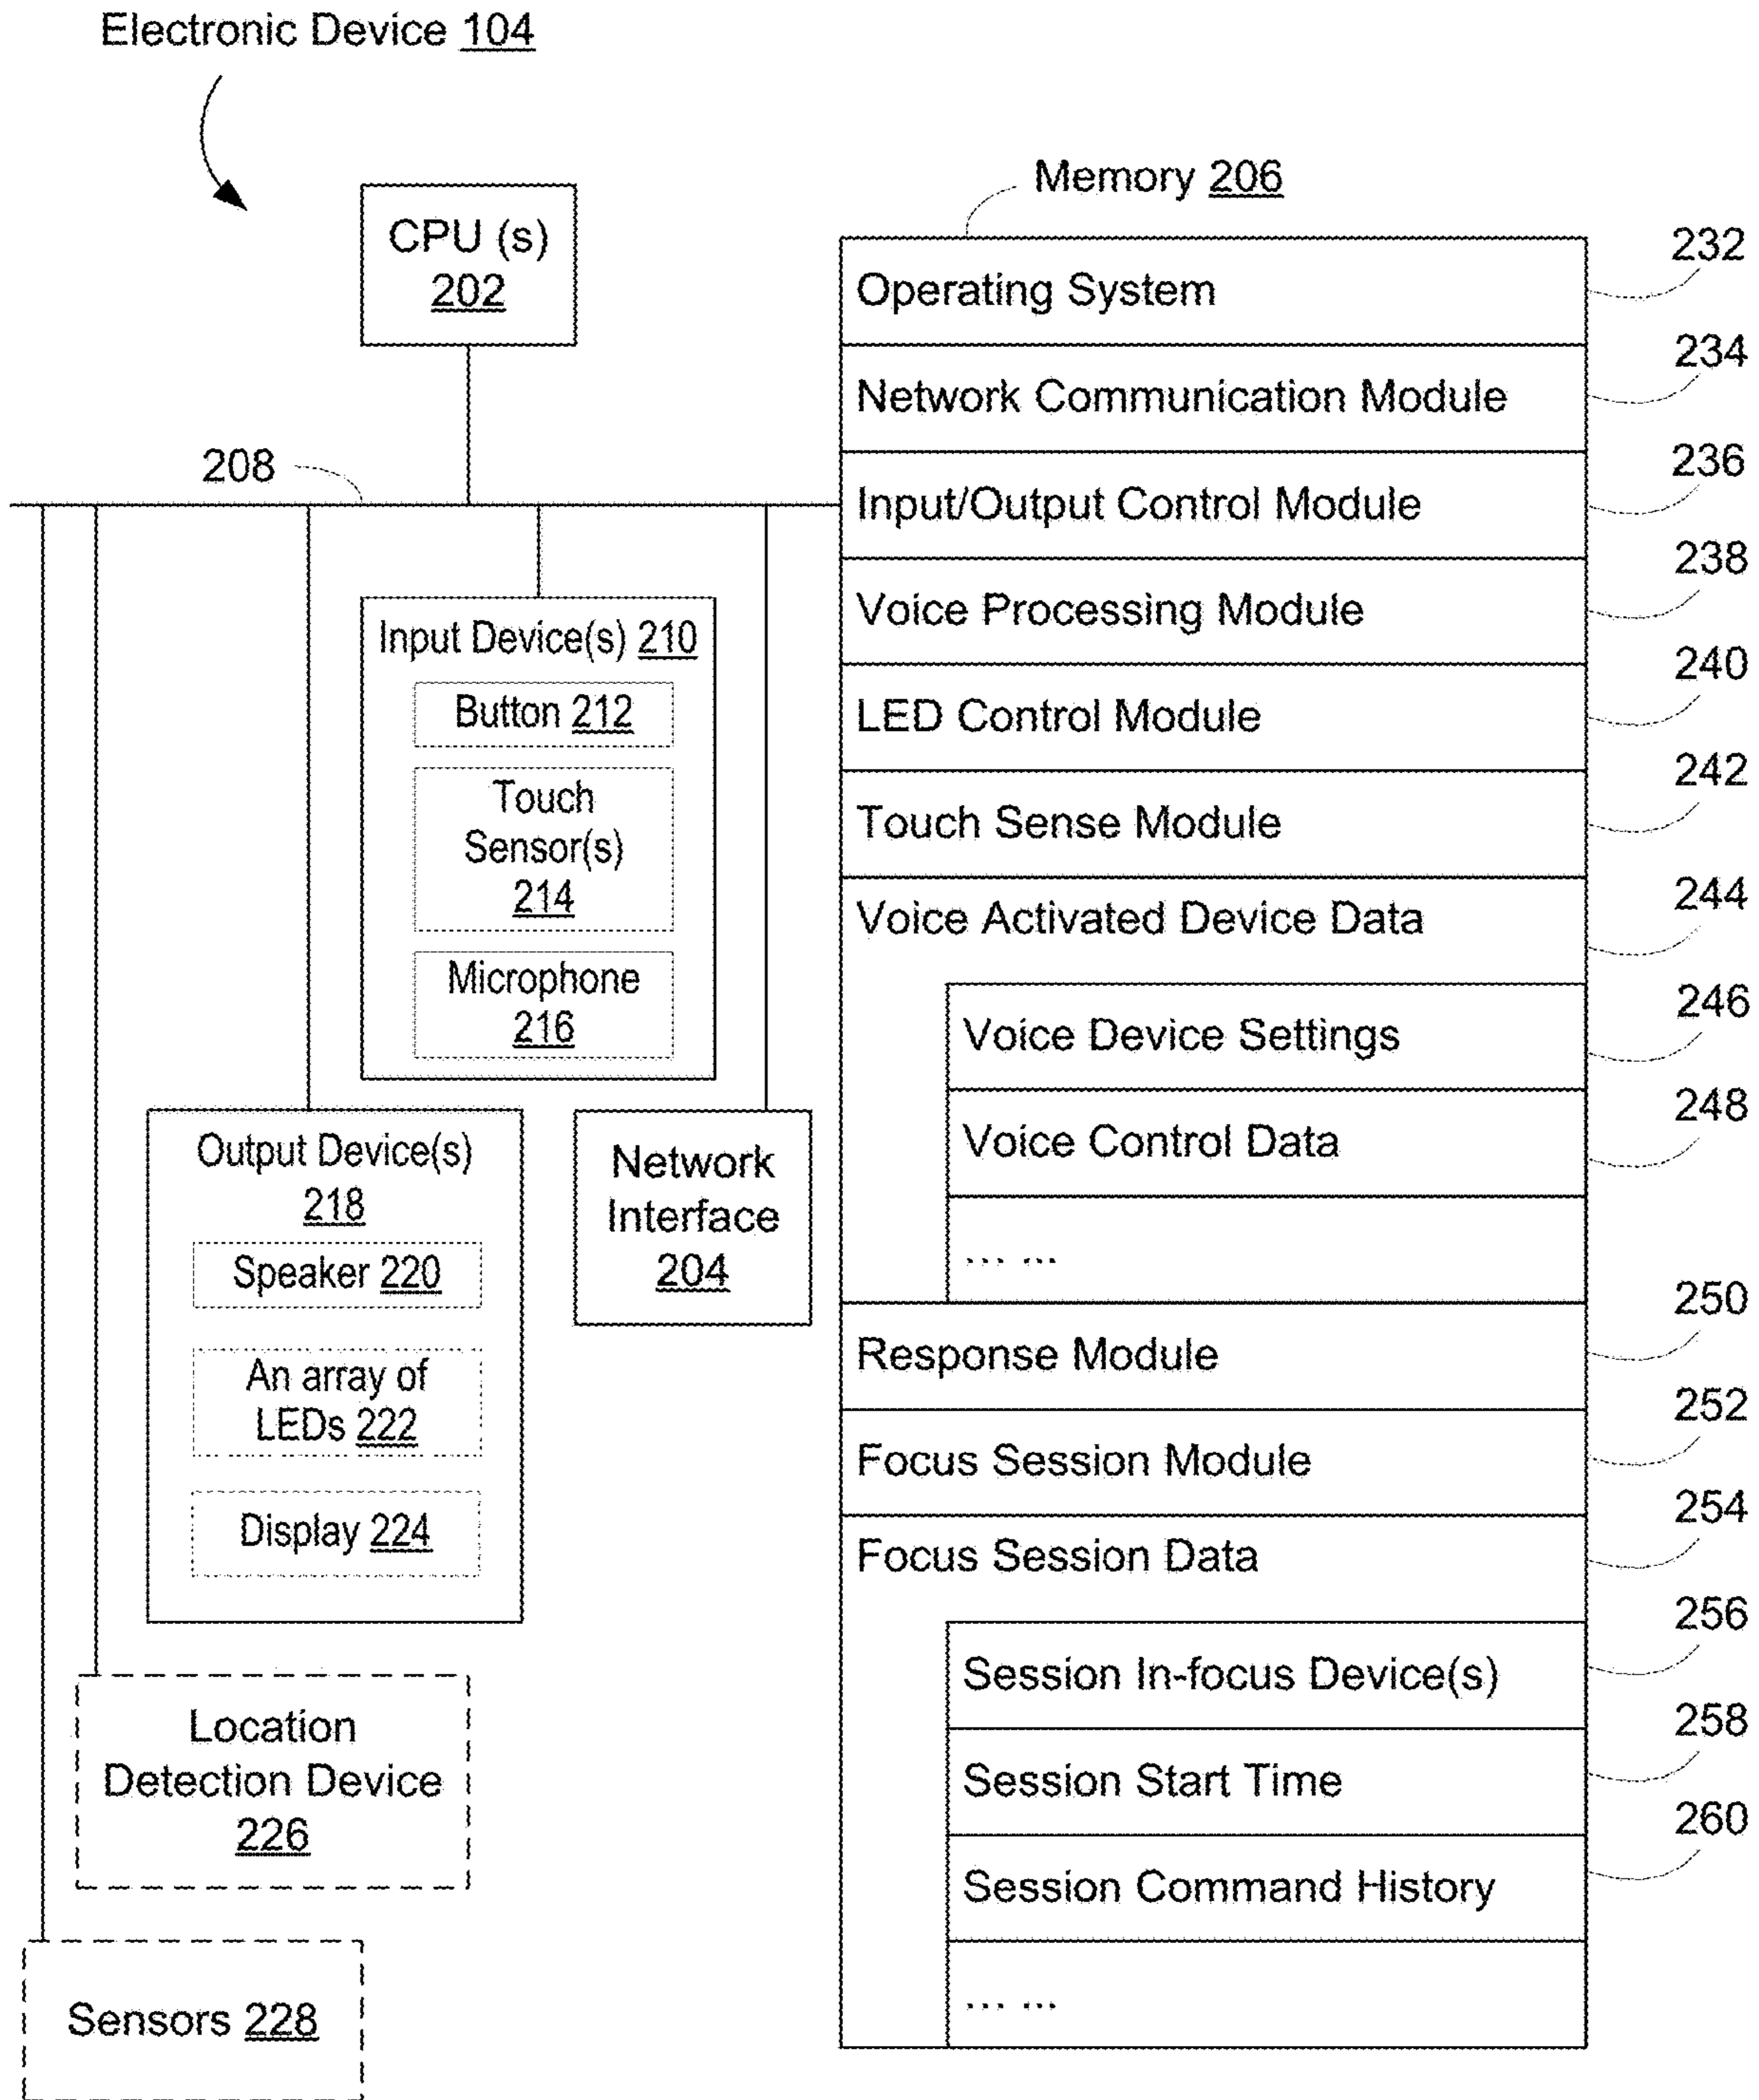 Electronic Device 104
CPU (s)
202
208
Input Device(s) 210
Button 212
Touch
Sensor(s)
214
Microphone
216
Output Device(s)
218
Speaker 220
An array of
LEDs 222
Display 224
Network
Interface
204
Location
Detection Device
226
Sensors 228
Memory 206
Operating System
232
Network Communication Module
234
Input/Output Control Module
236
Voice Processing Module
238
LED Control Module
240
Touch Sense Module
242
Voice Activated Device Data
244
Voice Device Settings
246
Voice Control Data
248
... ...
Response Module
250
Focus Session Module
252
Focus Session Data
254
Session In-focus Device(s)
256
Session Start Time
258
Session Command History
260
... ...